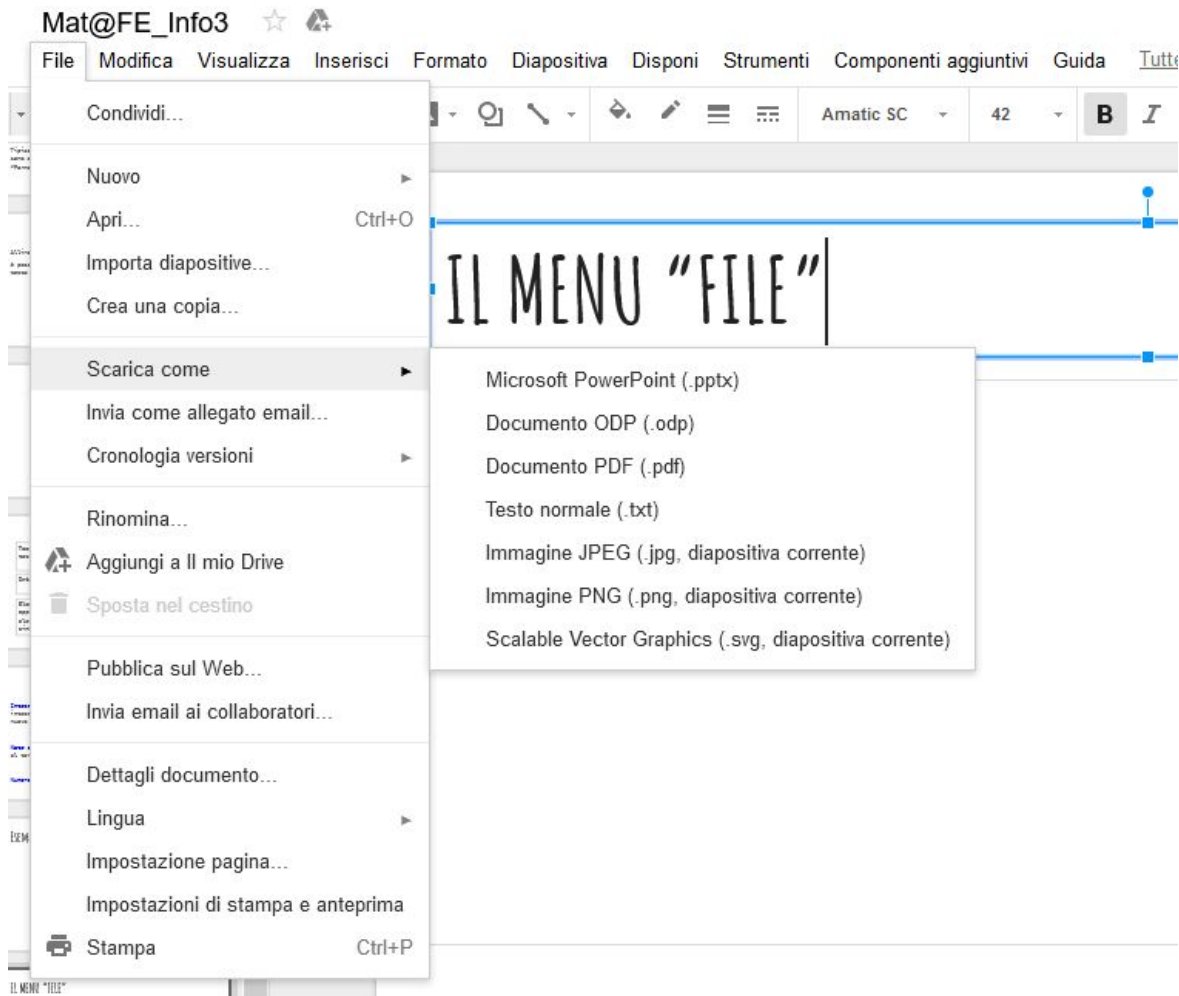 Mat@FE_Info3
File Modifica Visualizza Inserisci Formato Diapositiva Disponi Strumenti Componenti aggiuntivi Guida Tutte
Amatic SC 42 B I
Condividi...
Nuovo
Apri... Ctrl+O
Importa diapositive...
Crea una copia...
IL MENU “FILE”
Scarica come
Invia come allegato email...
Cronologia versioni
Rinomina...
Aggiungi a Il mio Drive
Sposta nel cestino
Pubblica sul Web...
Invia email ai collaboratori...
Dettagli documento...
Lingua
Impostazione pagina...
Impostazioni di stampa e anteprima
Stampa Ctrl+P
Microsoft PowerPoint (.pptx)
Documento ODP (.odp)
Documento PDF (.pdf)
Testo normale (.txt)
Immagine JPEG (.jpg, diapositiva corrente)
Immagine PNG (.png, diapositiva corrente)
Scalable Vector Graphics (.svg, diapositiva corrente)
IL MENU "FILE"